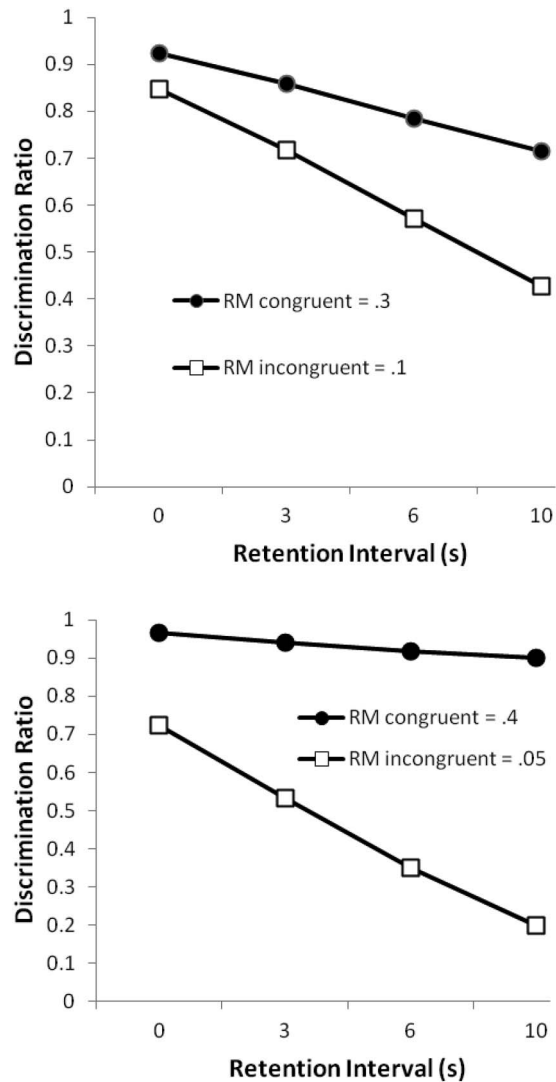 1
0.9
0.8
0.7
0.6
0.5
0.4
0.3
0.2
0.1
0
Discrimination Ratio
RM congruent = .3
RM incongruent = .1
0 3 6 10
Retention Interval (s)
1
0.9
0.8
0.7
0.6
0.5
0.4
0.3
0.2
0.1
0
Discrimination Ratio
RM congruent = .4
RM incongruent = .05
0 3 6 10
Retention Interval (s)